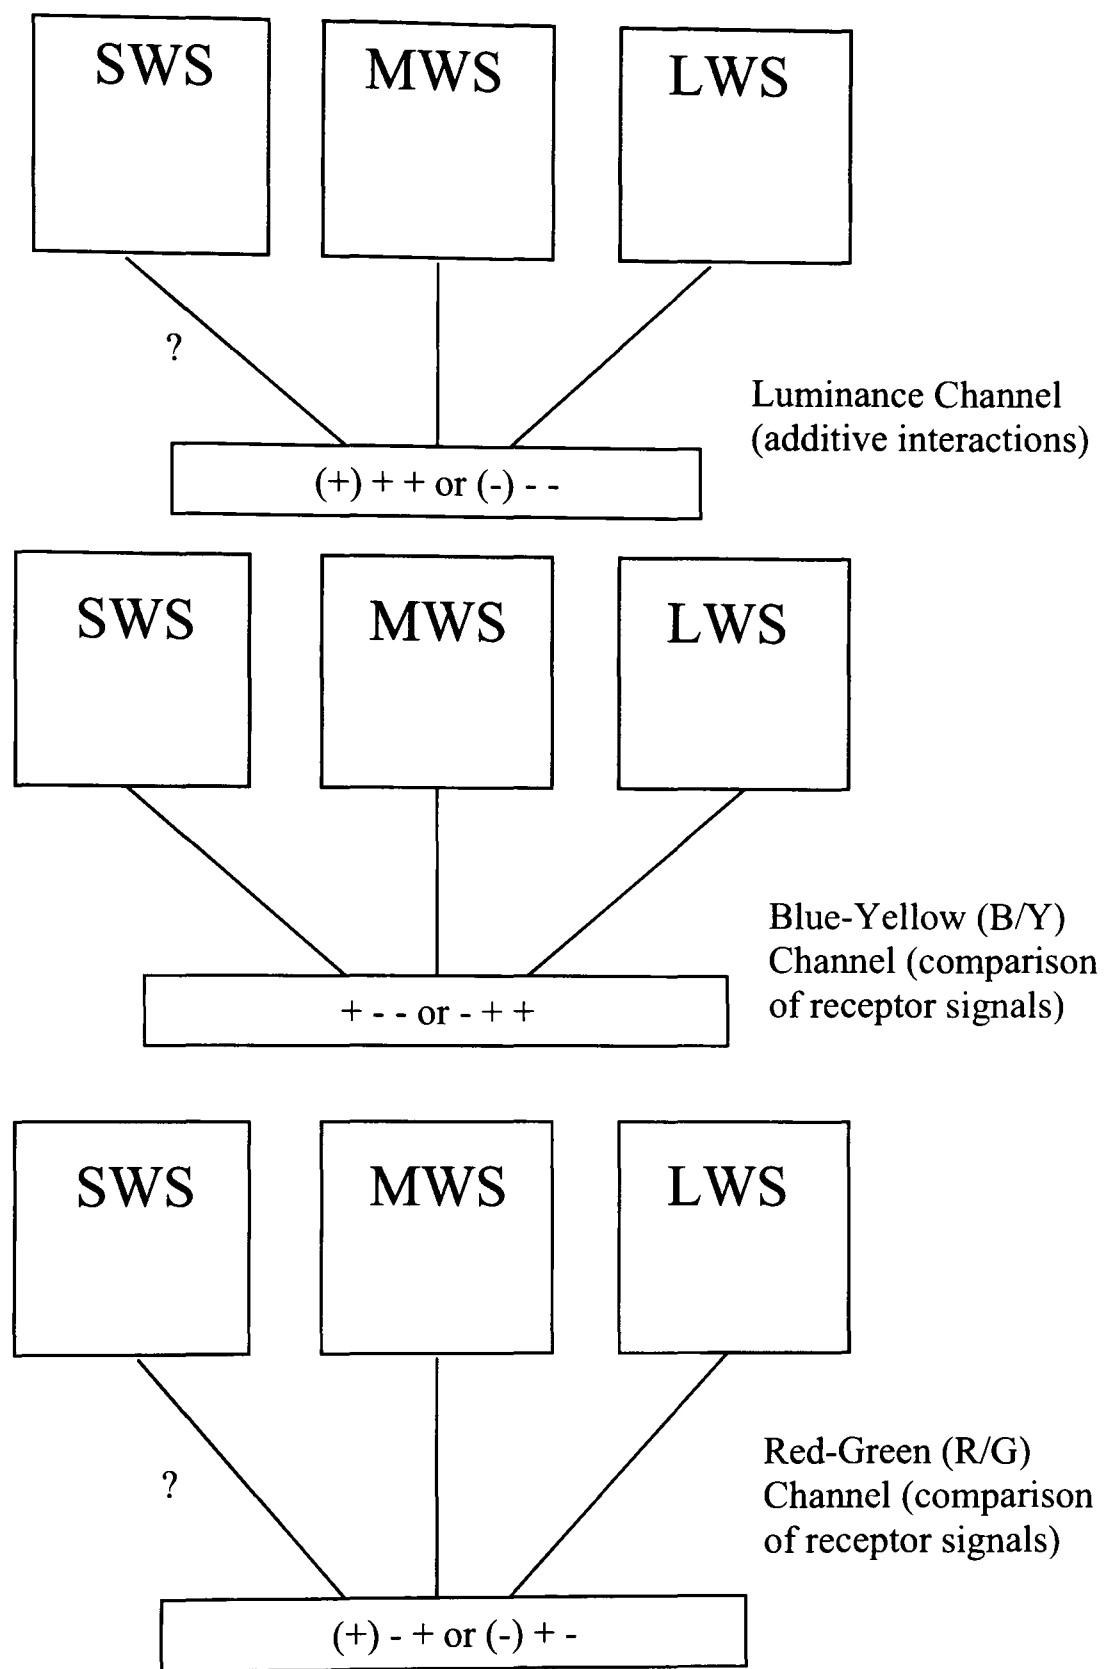 SWS MWS LWS
?
Luminance Channel
(additive interactions)
(+) + + or (-) - -
SWS MWS LWS
Blue-Yellow (B/Y)
Channel (comparison
of receptor signals)
+ - - or - + +
SWS MWS LWS
?
Red-Green (R/G)
Channel (comparison
of receptor signals)
(+) - + or (-) + -